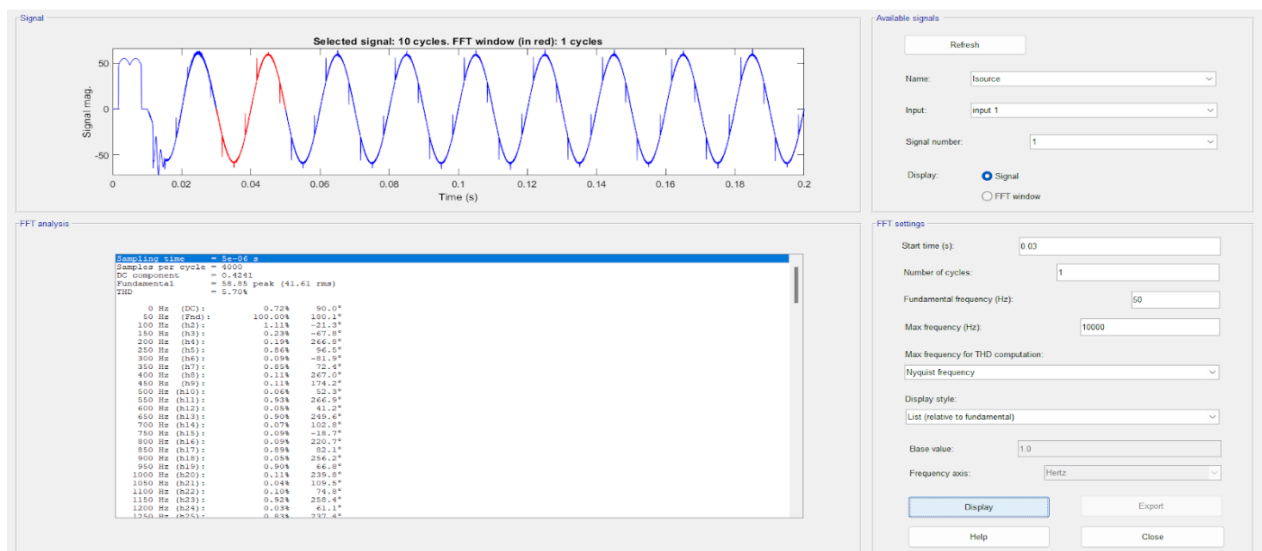 Signal
Selected signal: 10 cycles. FFT window (in red): 1 cycles
50
0
-50
Signal mag.
0 0.02 0.04 0.06 0.08 0.1 0.12 0.14 0.16 0.18 0.2
Time (s)
Available signals
Refresh
Name: Isource
Input: input 1
Signal number: 1
Display: Signal
FFT window
FFT analysis
Sampling time = 5e-06 s
Samples per cycle = 4000
DC component = 0.4241
Fundamental = 58.85 peak (41.61 rms)
THD = 5.70%
0 Hz (DC): 0.72% 90.0°
50 Hz (Fnd): 100.00% 180.1°
100 Hz (h2): 1.11% -21.3°
150 Hz (h3): 0.23% -67.8°
200 Hz (h4): 0.19% 266.8°
250 Hz (h5): 0.86% 96.5°
300 Hz (h6): 0.09% -81.9°
350 Hz (h7): 0.85% 72.4°
400 Hz (h8): 0.11% 267.0°
450 Hz (h9): 0.11% 174.2°
500 Hz (h10): 0.06% 52.3°
550 Hz (h11): 0.93% 266.9°
600 Hz (h12): 0.05% 41.2°
650 Hz (h13): 0.90% 249.6°
700 Hz (h14): 0.07% 102.8°
750 Hz (h15): 0.09% -18.7°
800 Hz (h16): 0.09% 220.7°
850 Hz (h17): 0.89% 82.1°
900 Hz (h18): 0.05% 256.2°
950 Hz (h19): 0.90% 66.8°
1000 Hz (h20): 0.11% 239.8°
1050 Hz (h21): 0.04% 109.5°
1100 Hz (h22): 0.10% 74.8°
1150 Hz (h23): 0.92% 258.4°
1200 Hz (h24): 0.03% 61.1°
1250 Hz (h25): 0.83% 237.4°
FFT settings
Start time (s): 0.03
Number of cycles: 1
Fundamental frequency (Hz): 50
Max frequency (Hz): 10000
Max frequency for THD computation:
Nyquist frequency
Display style:
List (relative to fundamental)
Base value: 1.0
Frequency axis: Hertz
Display Export
Help Close